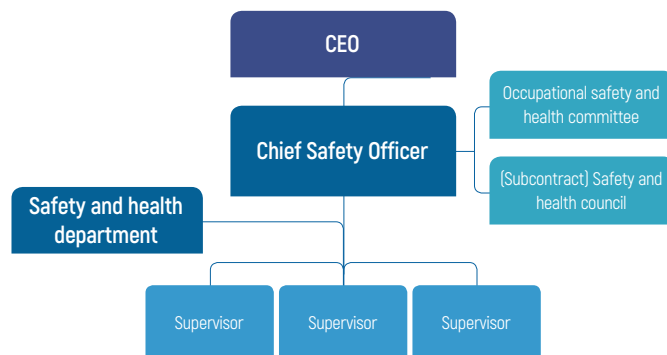 CEO
Chief Safety Officer
Occupational safety and
health committee
(Subcontract) Safety and
health council
Safety and health
department
Supervisor
Supervisor
Supervisor